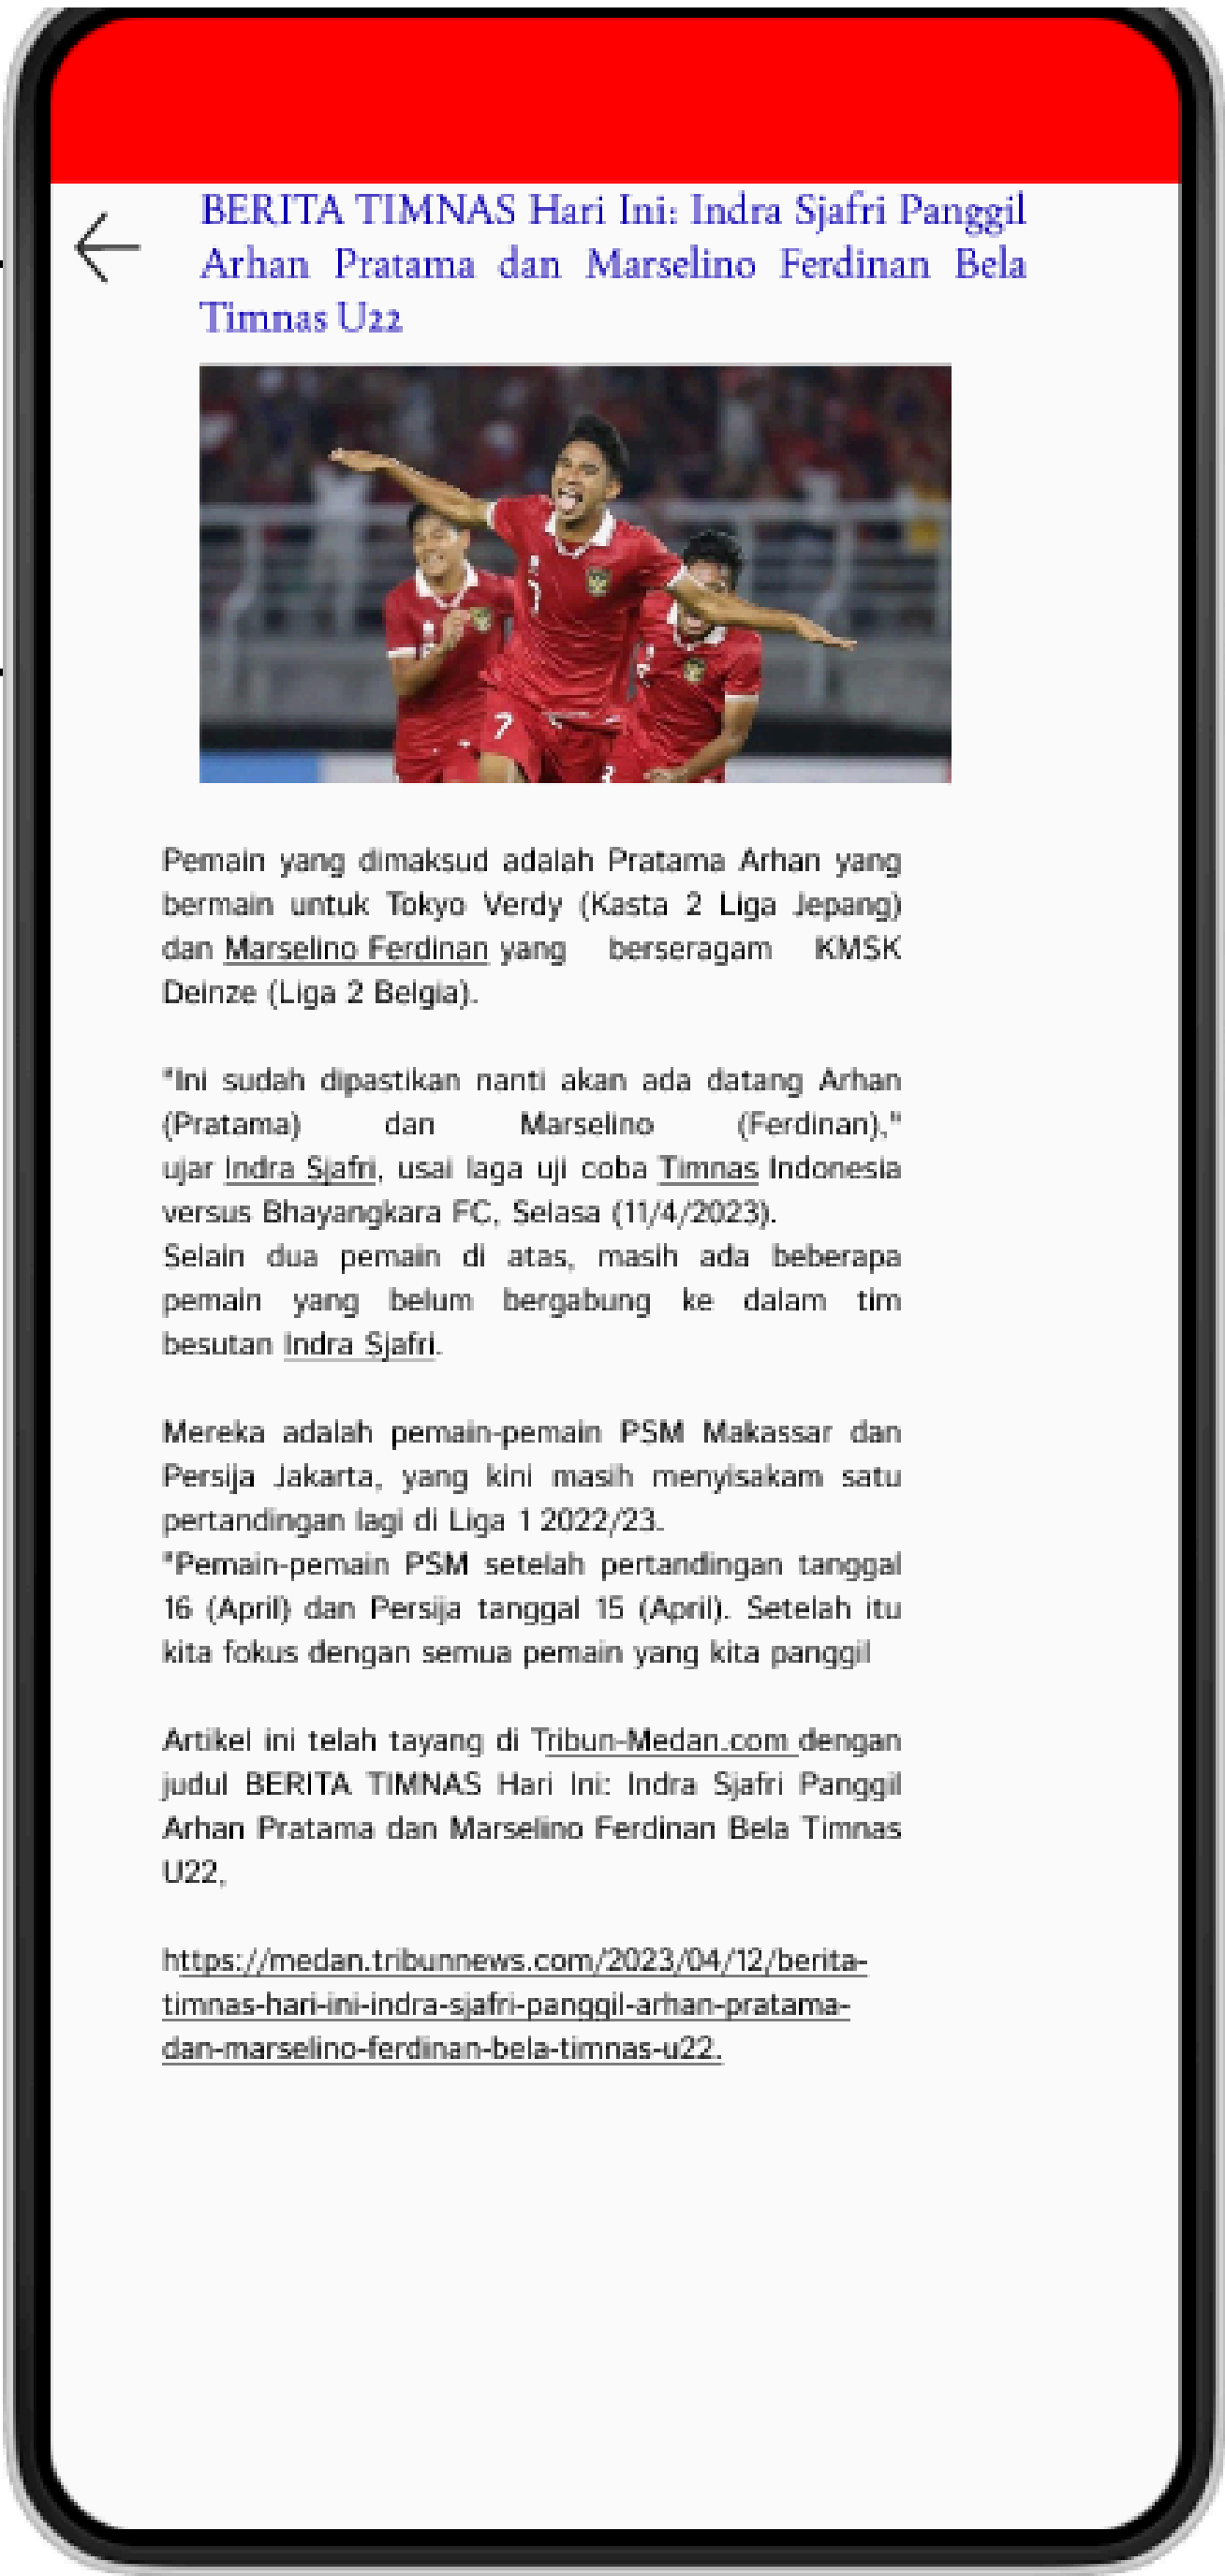 BERITA TIMNAS Hari Ini: Indra Sjafri Panggil
Arhan Pratama dan Marselino Ferdinan Bela
Timnas U22
7
Pemain yang dimaksud adalah Pratama Arhan yang
bermain untuk Tokyo Verdy (Kasta 2 Liga Jepang)
dan Marselino Ferdinan yang berseragam KMSK
Deinze (Liga 2 Belgia).
"Ini sudah dipastikan nanti akan ada datang Arhan
(Pratama) dan Marselino (Ferdinan),"
ujar Indra Sjafri, usai laga uji coba Timnas Indonesia
versus Bhayangkara FC, Selasa (11/4/2023).
Selain dua pemain di atas, masih ada beberapa
pemain yang belum bergabung ke dalam tim
besutan Indra Sjafri.
Mereka adalah pemain-pemain PSM Makassar dan
Persija Jakarta, yang kini masih menyisakam satu
pertandingan lagi di Liga 1 2022/23.
"Pemain-pemain PSM setelah pertandingan tanggal
16 (April) dan Persija tanggal 15 (April). Setelah itu
kita fokus dengan semua pemain yang kita panggil
Artikel ini telah tayang di Tribun-Medan.com dengan
judul BERITA TIMNAS Hari Ini: Indra Sjafri Panggil
Arhan Pratama dan Marselino Ferdinan Bela Timnas
U22,
https://medan.tribunnews.com/2023/04/12/berita-
timnas-hari-ini-indra-sjafri-panggil-arhan-pratama-
dan-marselino-ferdinan-bela-timnas-u22.